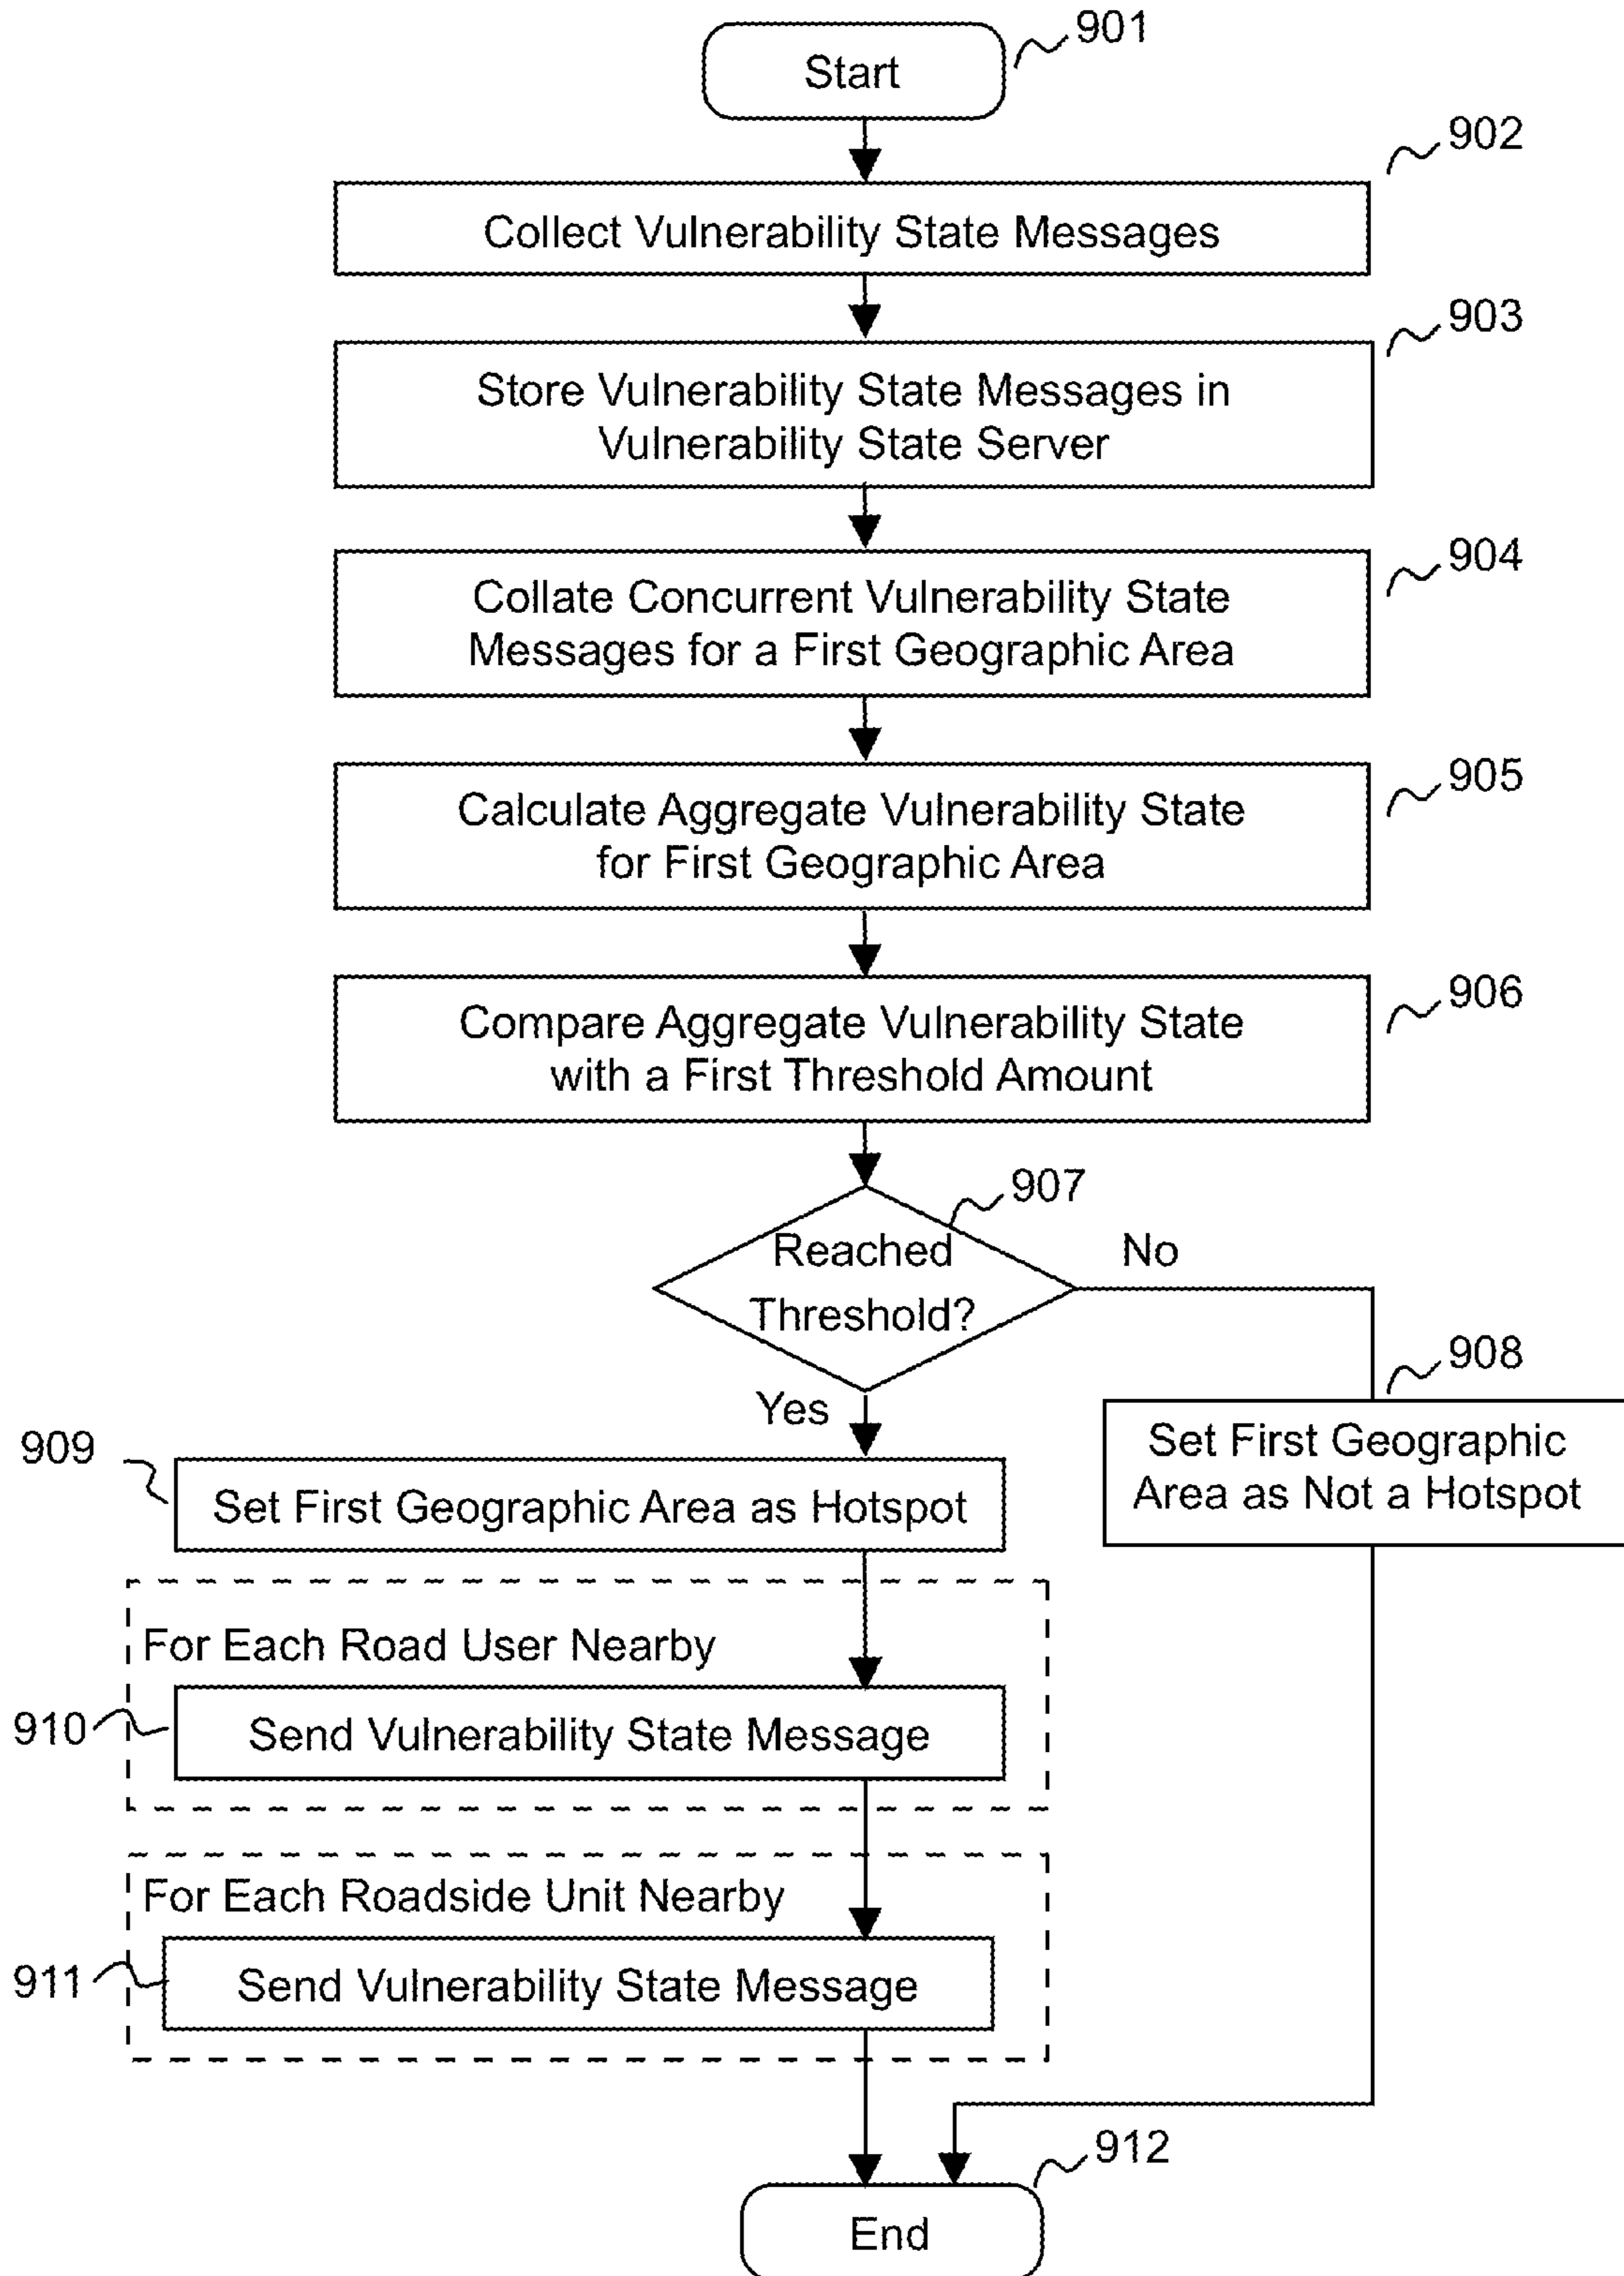 901
Start
902
Collect Vulnerability State Messages
903
Store Vulnerability State Messages in
Vulnerability State Server
904
Collate Concurrent Vulnerability State
Messages for a First Geographic Area
905
Calculate Aggregate Vulnerability State
for First Geographic Area
906
Compare Aggregate Vulnerability State
with a First Threshold Amount
907
Reached
Threshold?
No
908
Set First Geographic
Area as Not a Hotspot
Yes
909
Set First Geographic Area as Hotspot
For Each Road User Nearby
910
Send Vulnerability State Message
For Each Roadside Unit Nearby
911
Send Vulnerability State Message
912
End